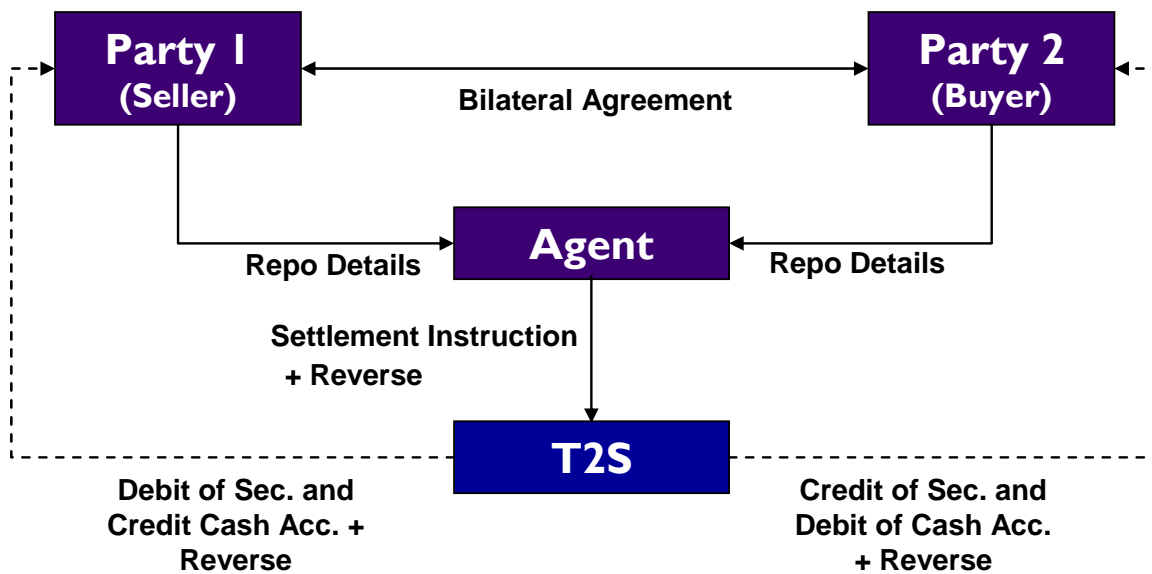 Party 1
(Seller)
Party 2
(Buyer)
Bilateral Agreement
Agent
Repo Details
Repo Details
Settlement Instruction
+ Reverse
T2S
Debit of Sec. and
Credit Cash Acc. +
Reverse
Credit of Sec. and
Debit of Cash Acc.
+ Reverse